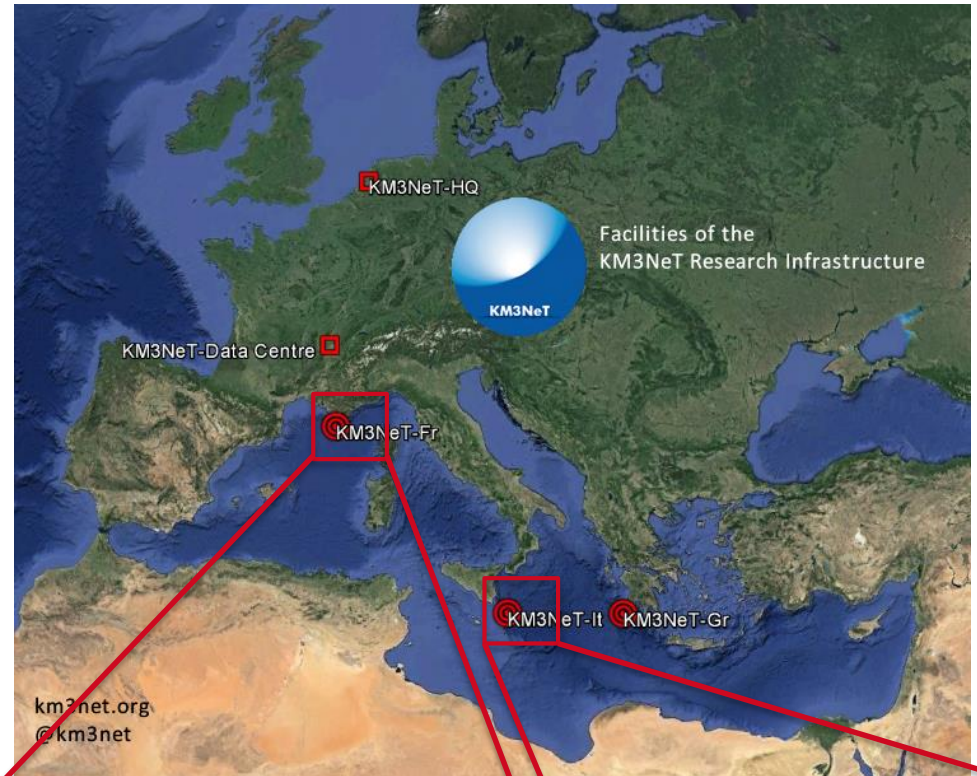 KM3NeT-HQ
Facilities of the
KM3NeT Research Infrastructure
KM3NeT
KM3NeT-Data Centre
KM3NeT-Fr
KM3NeT-It
KM3NeT-Gr
km3net.org
@km3net